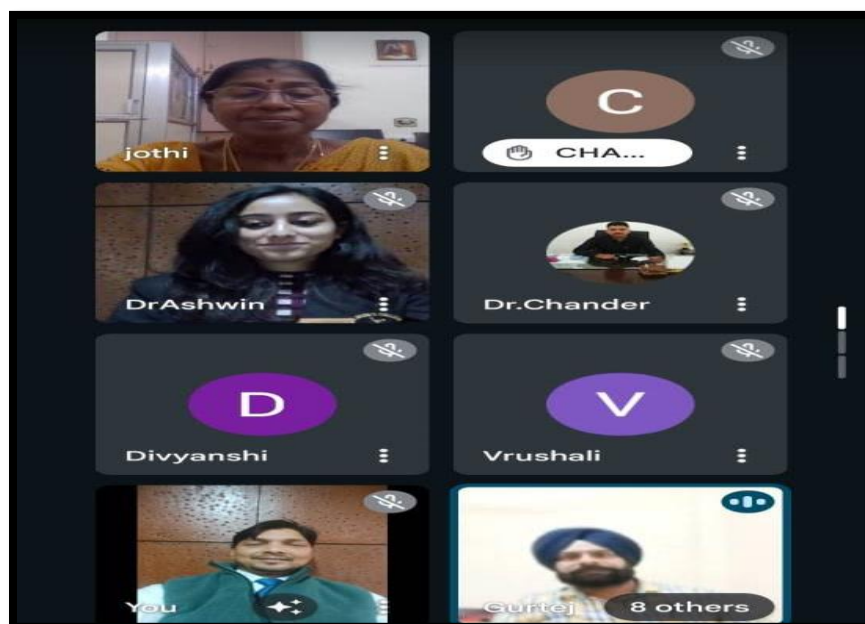 jothi
C
CHA...
DrAshwin
Dr.Chander
D
Divyanshi
V
Vrushali
You
Gurtej
8 others